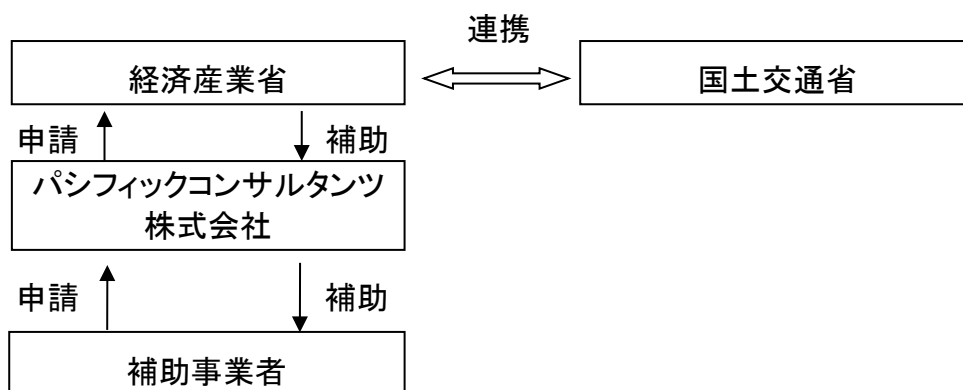 連携
経済産業省
国土交通省
申請
補助
パシフィックコンサルタンツ
株式会社
申請
補助
補助事業者